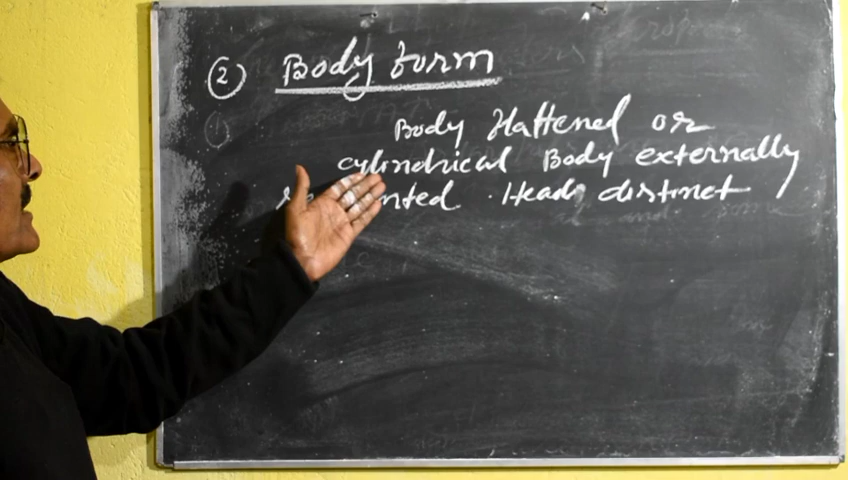 ② Body form
Body flattened or
cylindrical Body externally
nted . Head distinct